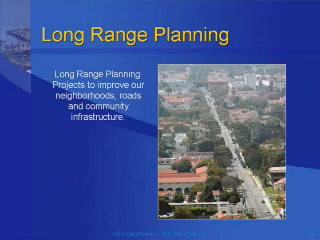 Long Range Planning
Long Range Planning
Projects to improve our
neighborhoods, roads
and community
infrastructure.